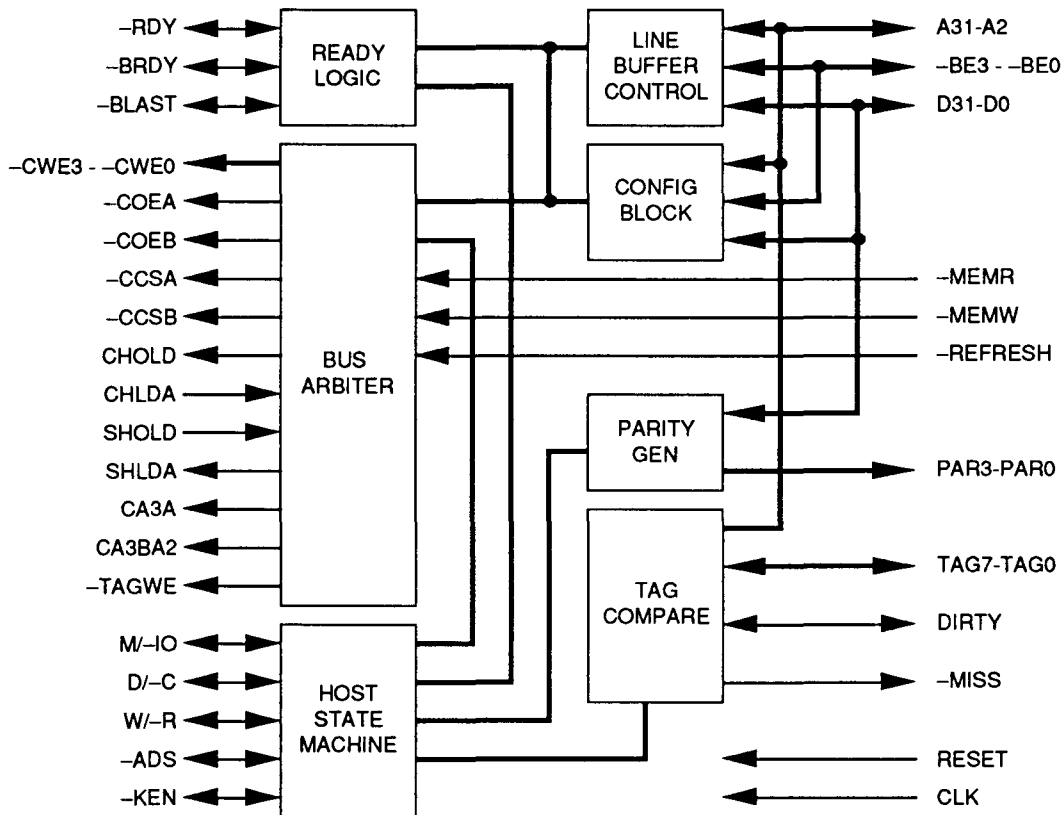 –RDY
–BRDY
–BLAST
READY
LOGIC
LINE
BUFFER
CONTROL
A31-A2
–BE3 - –BE0
D31-D0
–CWE3 - –CWE0
–COEA
–COEB
–CCSA
–CCSB
CHOLD
CHLDA
SHOLD
SHLDA
CA3A
CA3BA2
–TAGWE
BUS
ARBITER
CONFIG
BLOCK
–MEMR
–MEMW
–REFRESH
PARITY
GEN
PAR3-PAR0
TAG
COMPARE
TAG7-TAG0
DIRTY
–MISS
M/–IO
D/–C
W/–R
–ADS
–KEN
HOST
STATE
MACHINE
RESET
CLK